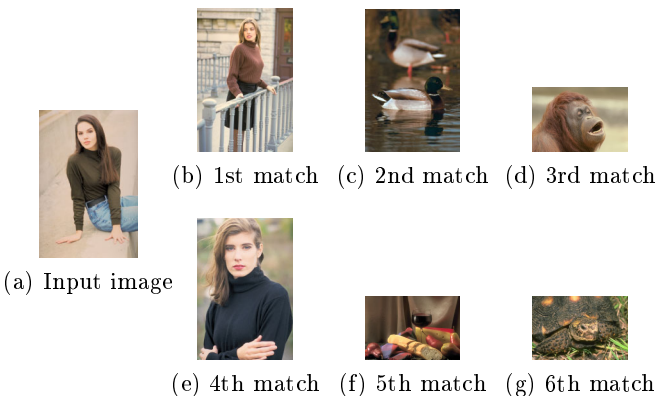 (b) 1st match
(c) 2nd match
(d) 3rd match
(a) Input image
(e) 4th match
(f) 5th match
(g) 6th match